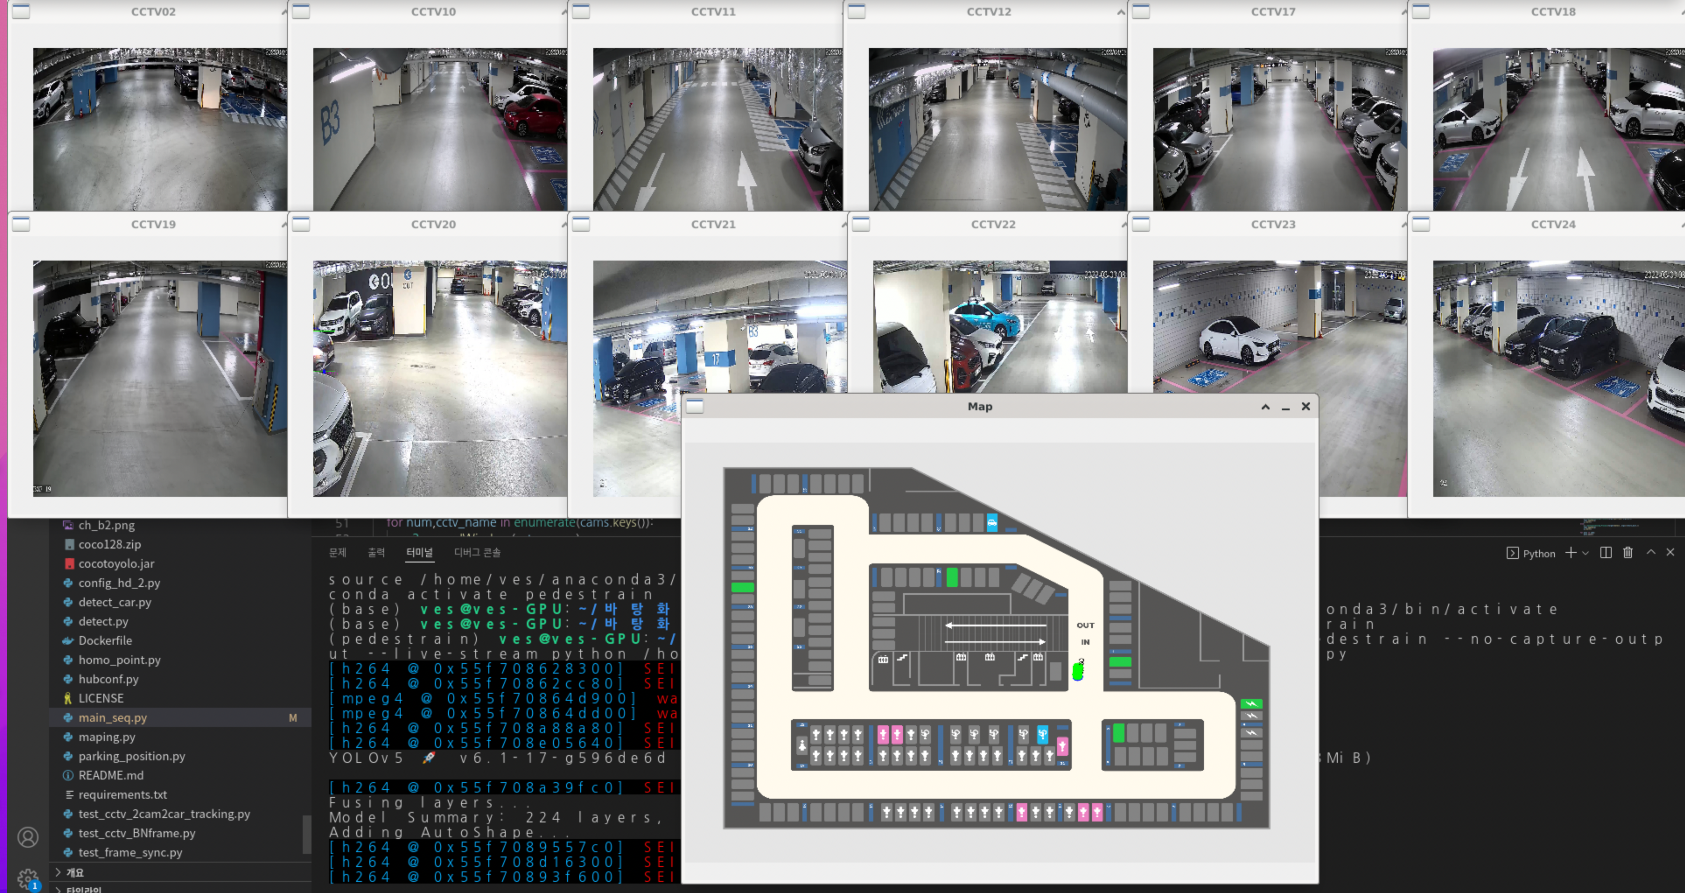 CCTV02
CCTV10
CCTV11
CCTV12
CCTV17
CCTV18
B3
CCTV19
CCTV20
CCTV21
CCTV22
CCTV23
CCTV24
OUT
B3
17
Map
OUT
IN
ch_b2.png
coco128.zip
cocotoyolo.jar
config_hd_2.py
detect_car.py
detect.py
Dockerfile
homo_point.py
hubconf.py
LICENSE
main_seq.py M
maping.py
parking_position.py
README.md
requirements.txt
test_cctv_2cam2car_tracking.py
test_cctv_BNframe.py
test_frame_sync.py
개요
타임라인
1
51 for num,cctv_name in enumerate(cams.keys()):
문제 출력 터미널 디버그 콘솔
Python
source /home/ves/anaconda3/
conda activate pedestrain
(base) ves@ves-GPU:~/바탕화
(base) ves@ves-GPU:~/바탕화
(pedestrain) ves@ves-GPU:~/
ut --live-stream python /ho
[h264 @ 0x55f708628300] SEI
[h264 @ 0x55f70862cc80] SEI
[mpeg4 @ 0x55f70864d900] wa
[mpeg4 @ 0x55f70864dd00] wa
[h264 @ 0x55f708a88a80] SEI
[h264 @ 0x55f708e05640] SEI
YOLOv5 🚀 v6.1-17-g596de6d
[h264 @ 0x55f708a39fc0] SEI
Fusing layers...
Model Summary: 224 layers,
Adding AutoShape...
[h264 @ 0x55f7089557c0] SEI
[h264 @ 0x55f708d16300] SEI
[h264 @ 0x55f70893f600] SEI
onda3/bin/activate
rain
destrain --no-capture-outp
py
MiB)